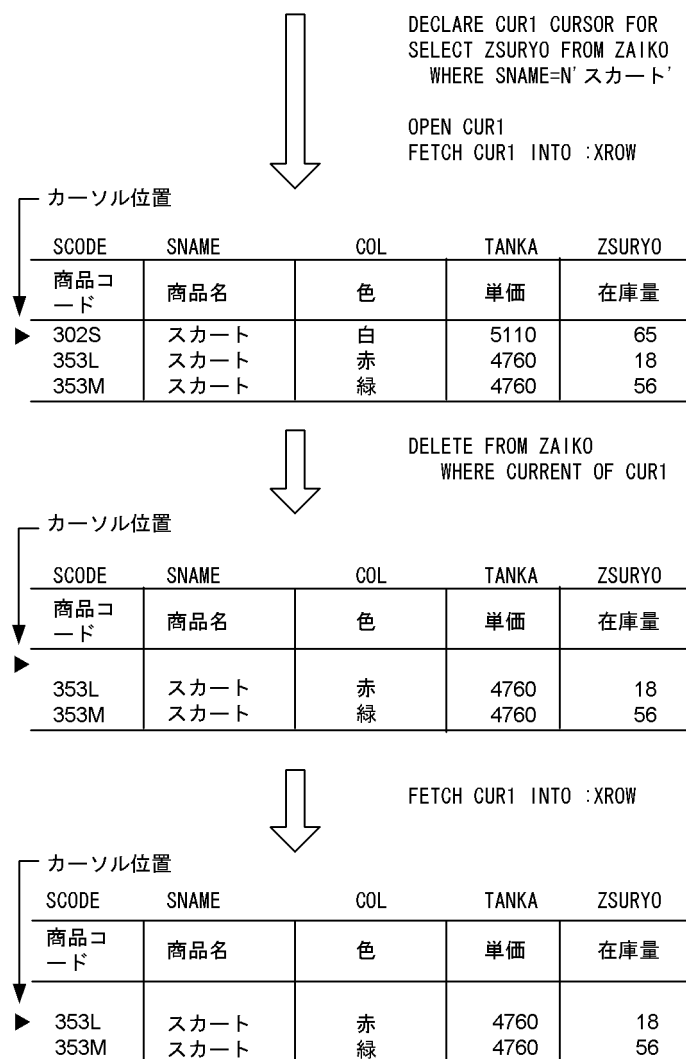 DECLARE CUR1 CURSOR FOR
SELECT ZSURYO FROM ZAIKO
WHERE SNAME=N'スカート'
OPEN CUR1
FETCH CUR1 INTO :XROW
カーソル位置
SCODE SNAME COL TANKA ZSURYO
商品コ
ード 商品名 色 単価 在庫量
302S スカート 白 5110 65
353L スカート 赤 4760 18
353M スカート 緑 4760 56
DELETE FROM ZAIKO
WHERE CURRENT OF CUR1
カーソル位置
SCODE SNAME COL TANKA ZSURYO
商品コ
ード 商品名 色 単価 在庫量
353L スカート 赤 4760 18
353M スカート 緑 4760 56
FETCH CUR1 INTO :XROW
カーソル位置
SCODE SNAME COL TANKA ZSURYO
商品コ
ード 商品名 色 単価 在庫量
353L スカート 赤 4760 18
353M スカート 緑 4760 56